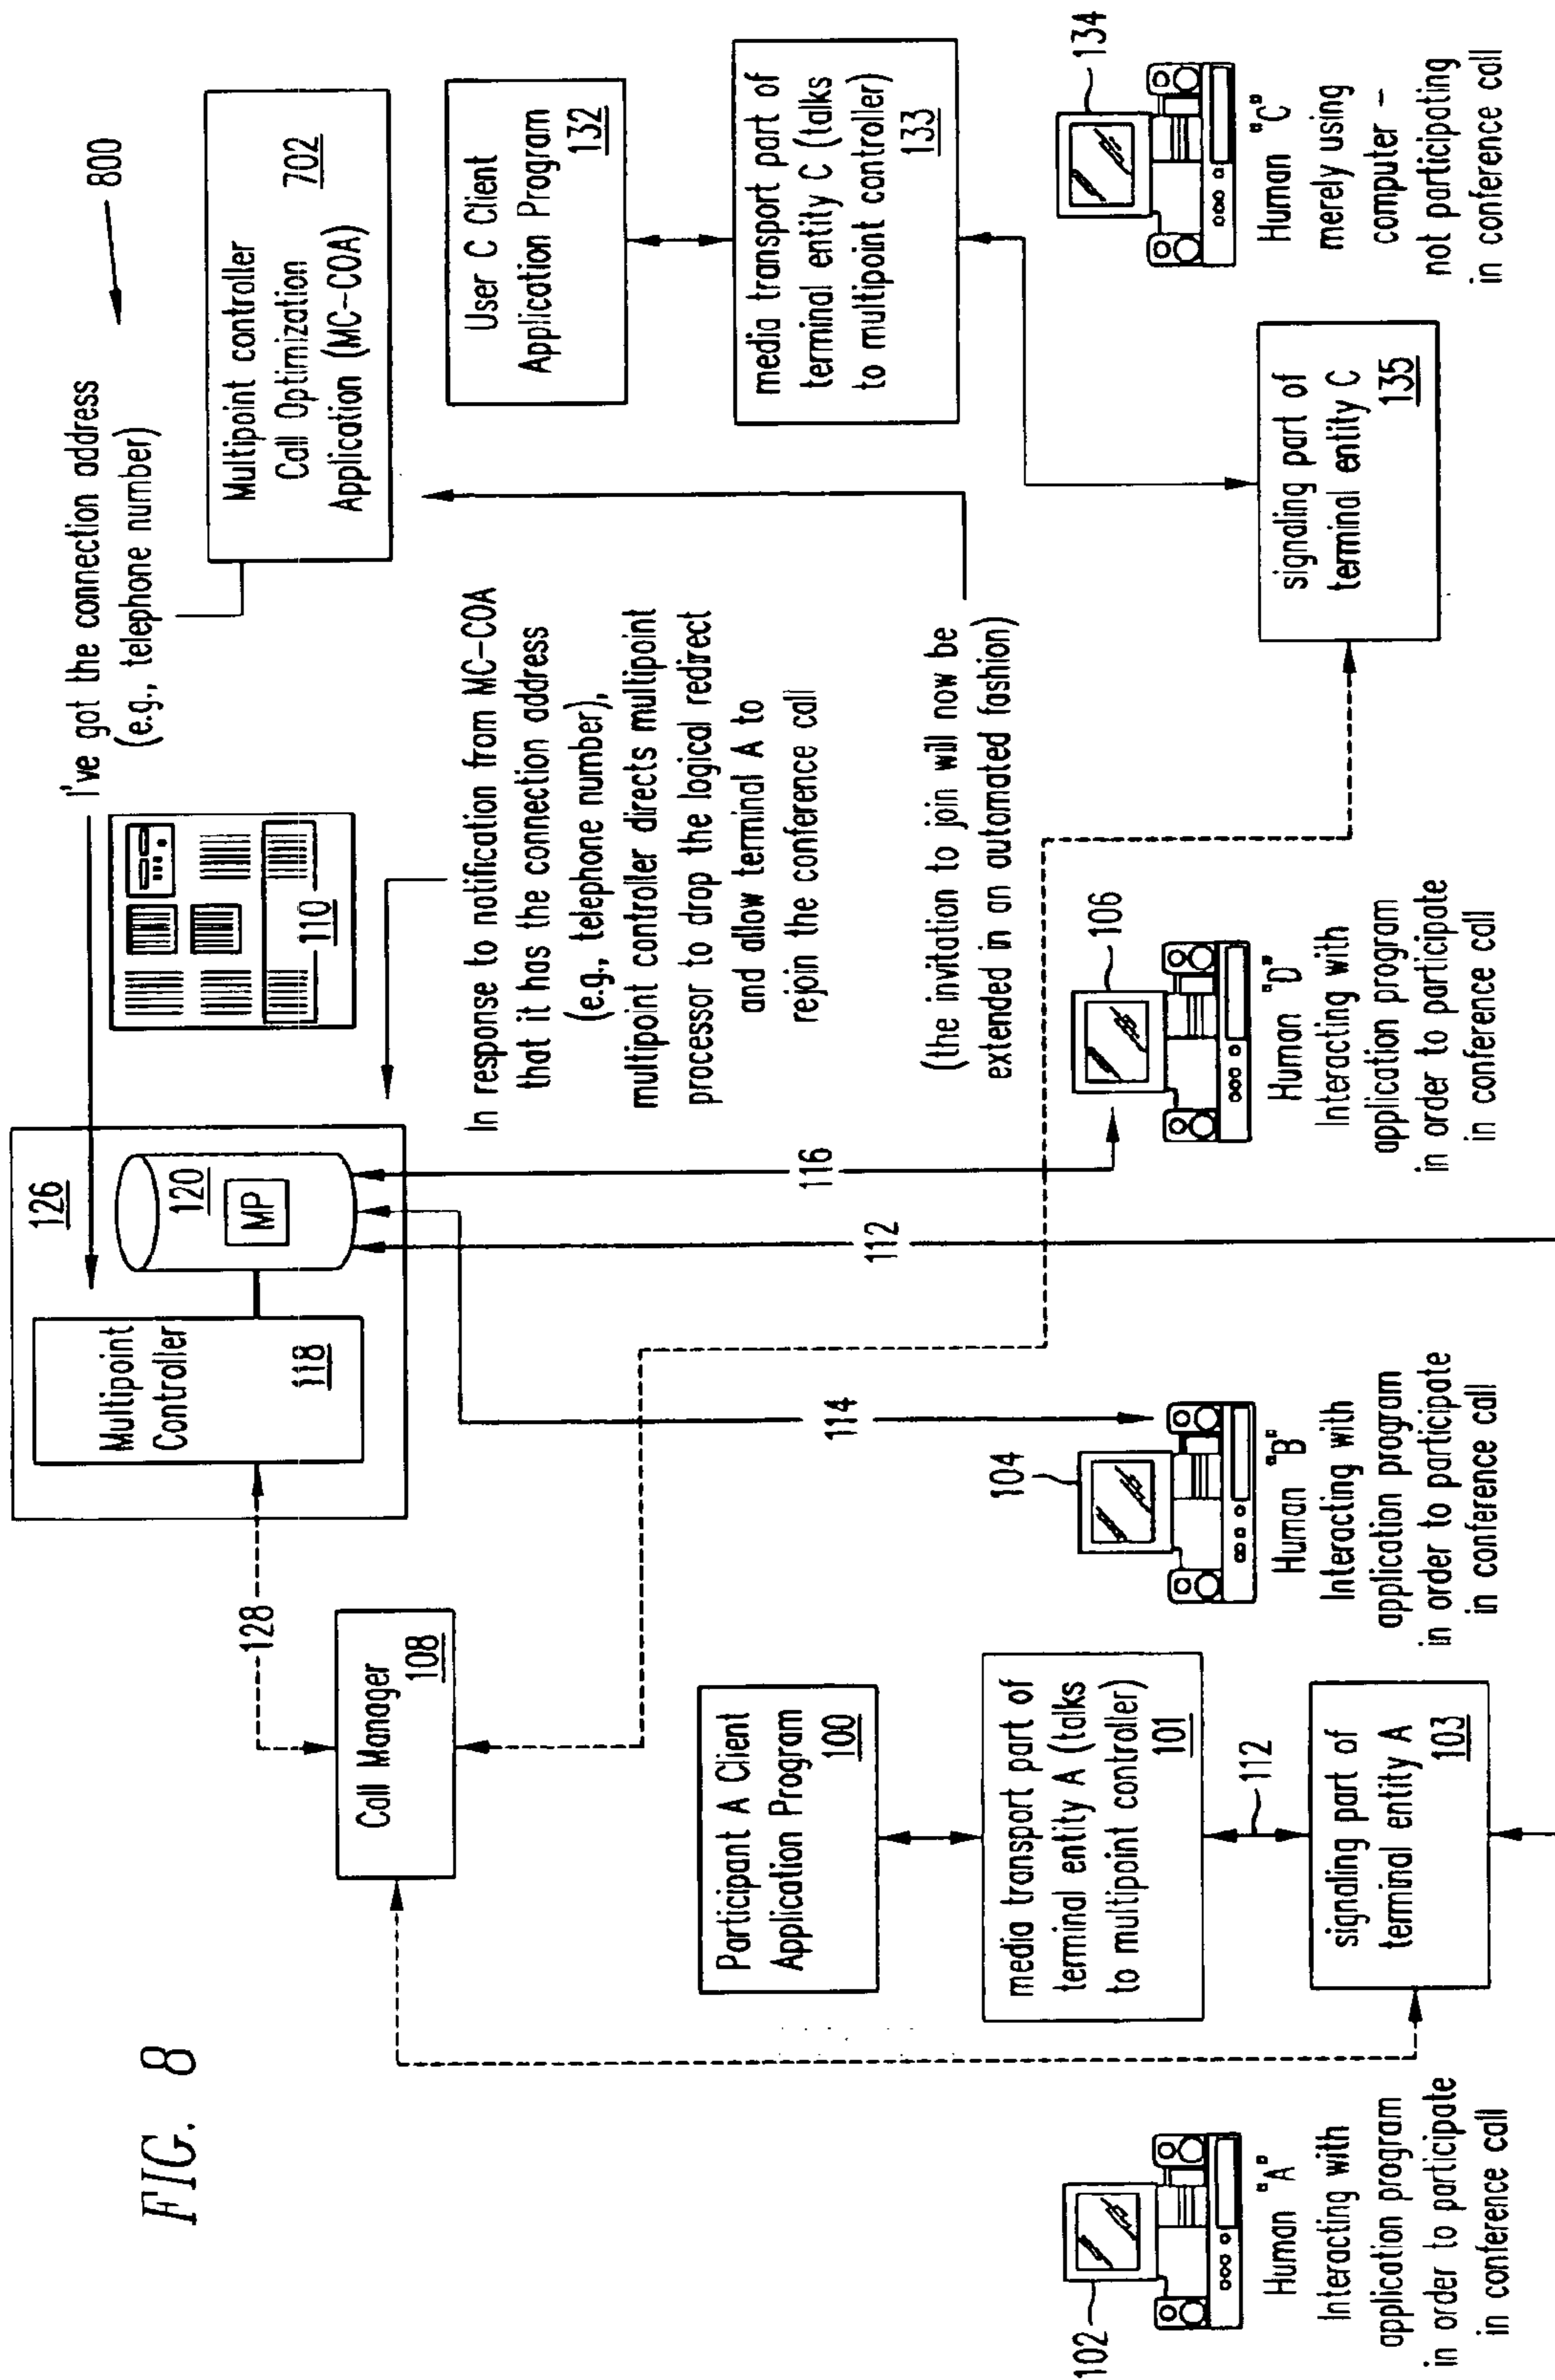 FIG. 8
800
I've got the connection address
(e.g., telephone number)
Multipoint controller
Call Optimization
Application (MC-COA)
702
126
Multipoint
Controller
118
120
MP
110
128
Call Manager
108
In response to notification from MC-COA
that it has the connection address
(e.g., telephone number),
multipoint controller directs multipoint
processor to drop the logical redirect
and allow terminal A to
rejoin the conference call
(the invitation to join will now be
extended in an automated fashion)
User C Client
Application Program
132
media transport part of
terminal entity C (talks
to multipoint controller)
133
signaling part of
terminal entity C
135
Participant A Client
Application Program
100
media transport part of
terminal entity A (talks
to multipoint controller)
101
112
signaling part of
terminal entity A
103
114
112
116
102
Human "A"
Interacting with
application program
in order to participate
in conference call
104
Human "B"
Interacting with
application program
in order to participate
in conference call
106
Human "D"
Interacting with
application program
in order to participate
in conference call
134
Human "C"
merely using
computer -
not participating
in conference call